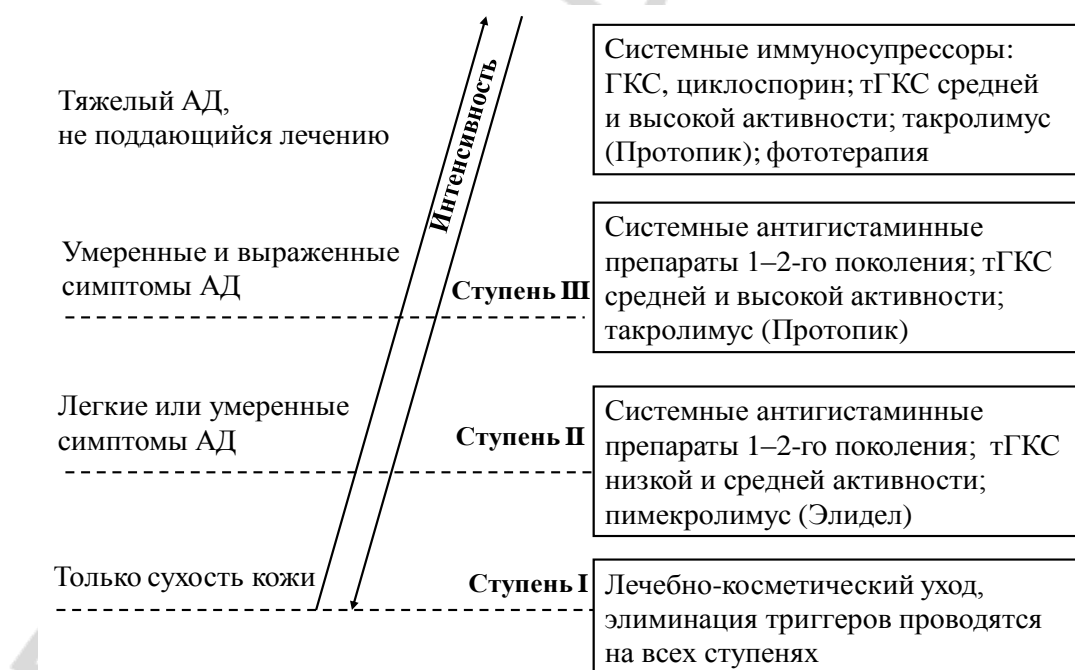 Тяжелый АД,
не поддающийся лечению
Интенсивность
Системные иммуносупрессоры:
ГКС, циклоспорин; тГКС средней
и высокой активности; такролимус
(Протопик); фототерапия
Умеренные и выраженные
симптомы АД
Ступень III
Системные антигистаминные
препараты 1–2-го поколения; тГКС
средней и высокой активности;
такролимус (Протопик)
Легкие или умеренные
симптомы АД
Ступень II
Системные антигистаминные
препараты 1–2-го поколения; тГКС
низкой и средней активности;
пимекролимус (Элидел)
Только сухость кожи
Ступень I
Лечебно-косметический уход,
элиминация триггеров проводятся
на всех ступенях